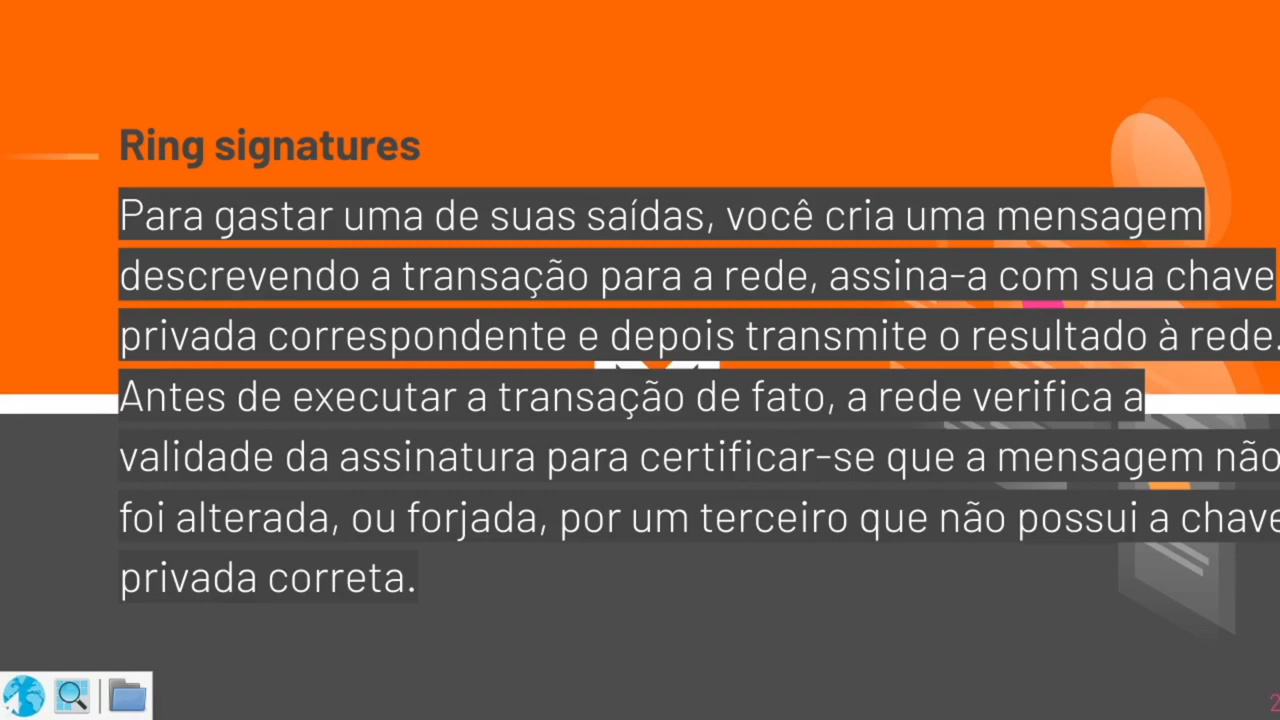 Ring signatures
Para gastar uma de suas saídas, você cria uma mensagem
descrevendo a transação para a rede, assina-a com sua chave
privada correspondente e depois transmite o resultado à rede.
Antes de executar a transação de fato, a rede verifica a
validade da assinatura para certificar-se que a mensagem não
foi alterada, ou forjada, por um terceiro que não possui a chave
privada correta.